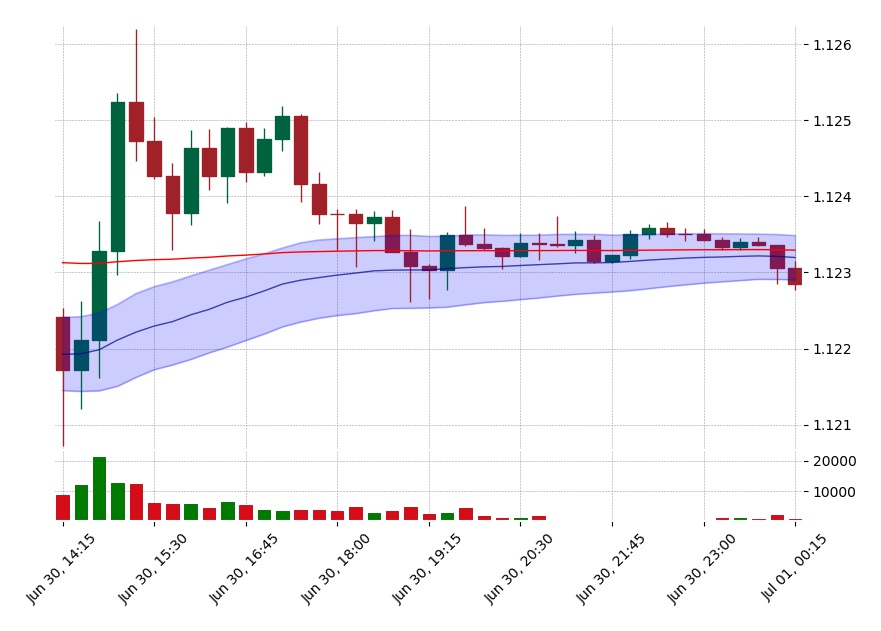 1.126
1.125
1.124
1.123
1.122
1.121
20000
10000
Jun 30, 14:15
Jun 30, 15:30
Jun 30, 16:45
Jun 30, 18:00
Jun 30, 19:15
Jun 30, 20:30
Jun 30, 21:45
Jun 30, 23:00
Jul 01, 00:15